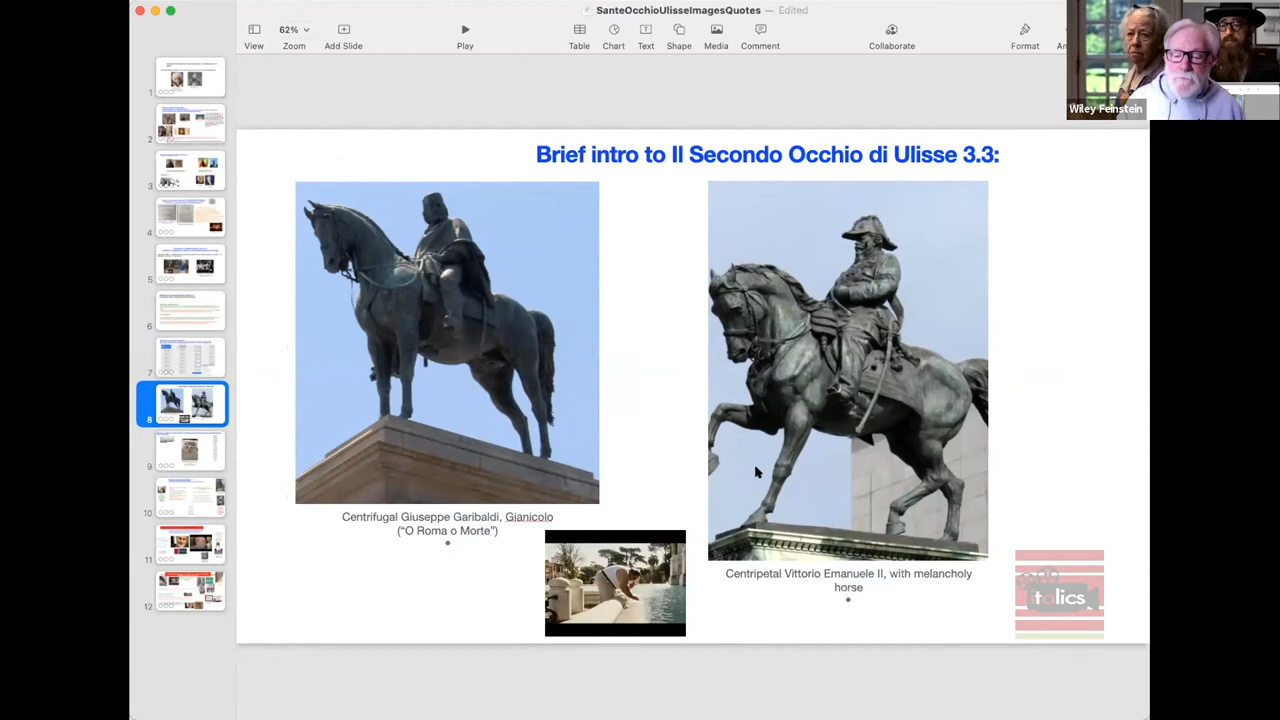 SanteOcchioUlisseImagesQuotes — Edited
62%
View
Zoom
Add Slide
Play
Table
Chart
Text
Shape
Media
Comment
Collaborate
Format
Wiley Feinstein
1
2
3
4
5
6
7
8
9
10
11
12
Brief intro to Il Secondo Occhio di Ulisse 3.3:
Centrifugal Giuseppe Garibaldi, Gianicolo
(“O Roma o Morte”)
Centripetal Vittorio Emanuele II, with melancholy
horse
italics